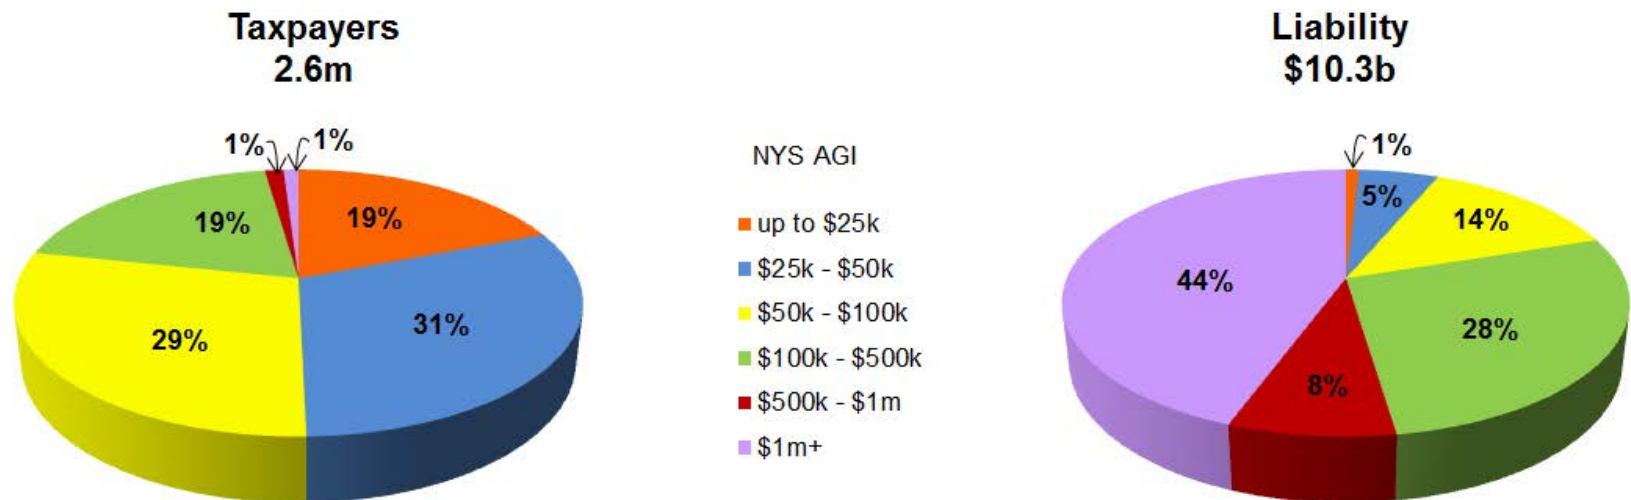 Taxpayers
2.6m
1%
1%
19%
19%
31%
29%
NYS AGI
up to $25k
$25k - $50k
$50k - $100k
$100k - $500k
$500k - $1m
$1m+
Liability
$10.3b
1%
5%
14%
44%
28%
8%